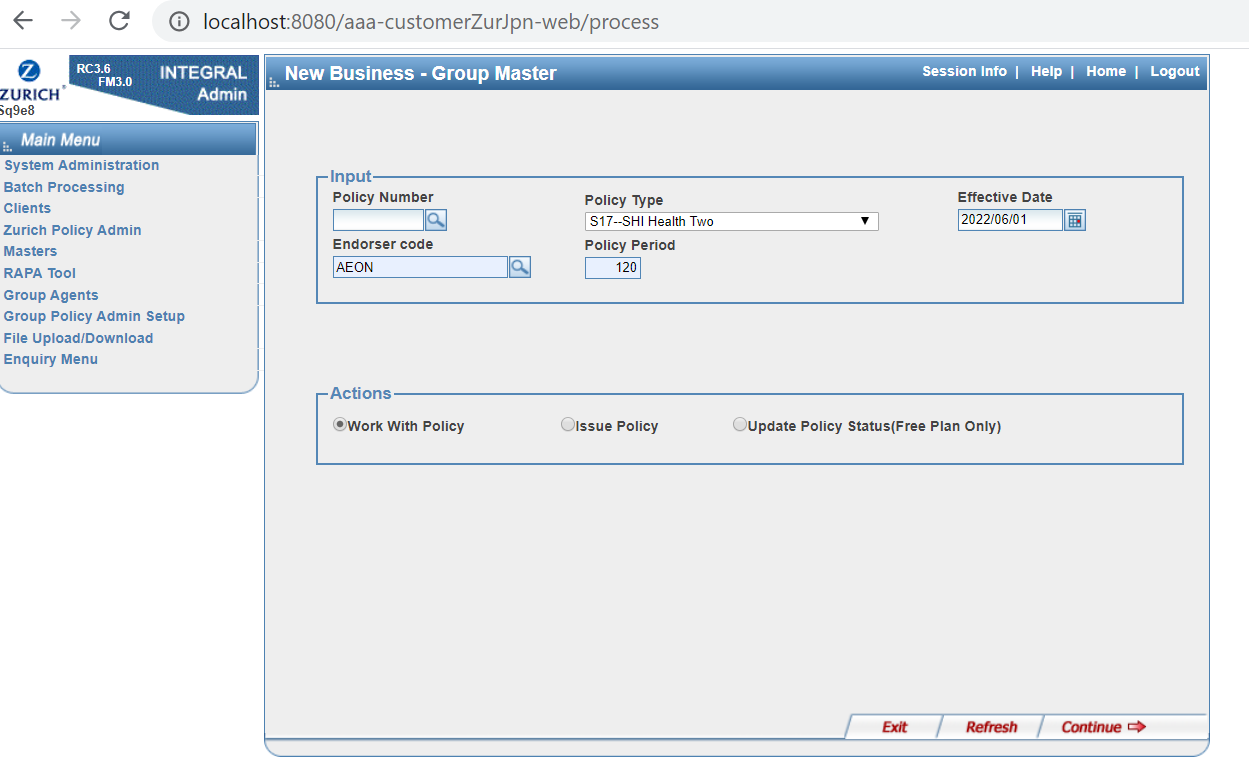 localhost:8080/aaa-customerZurJpn-web/process
ZURICH®
Sq9e8
RC3.6
FM3.0
INTEGRAL
Admin
Main Menu
System Administration
Batch Processing
Clients
Zurich Policy Admin
Masters
RAPA Tool
Group Agents
Group Policy Admin Setup
File Upload/Download
Enquiry Menu
New Business - Group Master
Session Info | Help | Home | Logout
Input
Policy Number
Policy Type
S17--SHI Health Two
Effective Date
2022/06/01
Endorser code
AEON
Policy Period
120
Actions
Work With Policy
Issue Policy
Update Policy Status(Free Plan Only)
Exit
Refresh
Continue